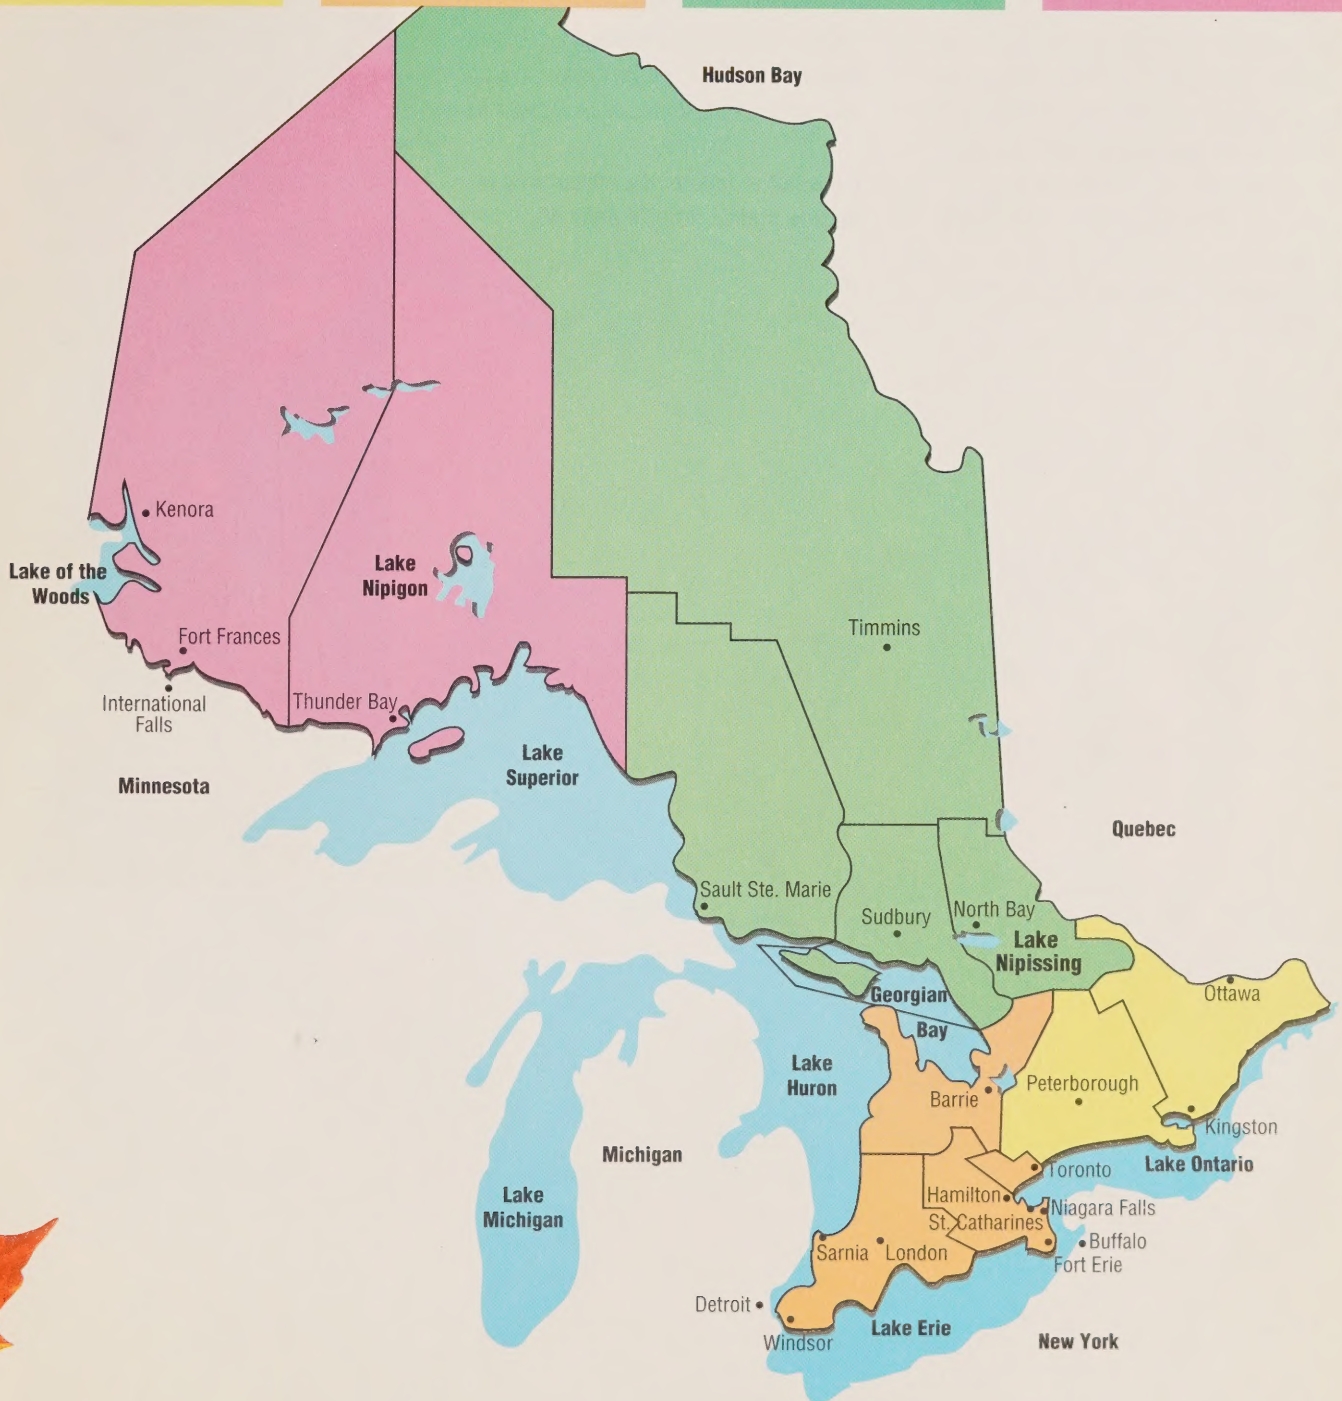 Hudson Bay
Kenora
Lake of the
Woods
Lake
Nipigon
Fort Frances
International
Falls
Thunder Bay
Minnesota
Lake
Superior
Timmins
Quebec
Sault Ste. Marie
Sudbury
North Bay
Lake
Nipissing
Georgian
Bay
Ottawa
Lake
Huron
Barrie
Peterborough
Kingston
Michigan
Lake
Michigan
Toronto
Lake Ontario
Hamilton
Niagara Falls
St. Catharines
Buffalo
Fort Erie
Sarnia
London
Detroit
Windsor
Lake Erie
New York